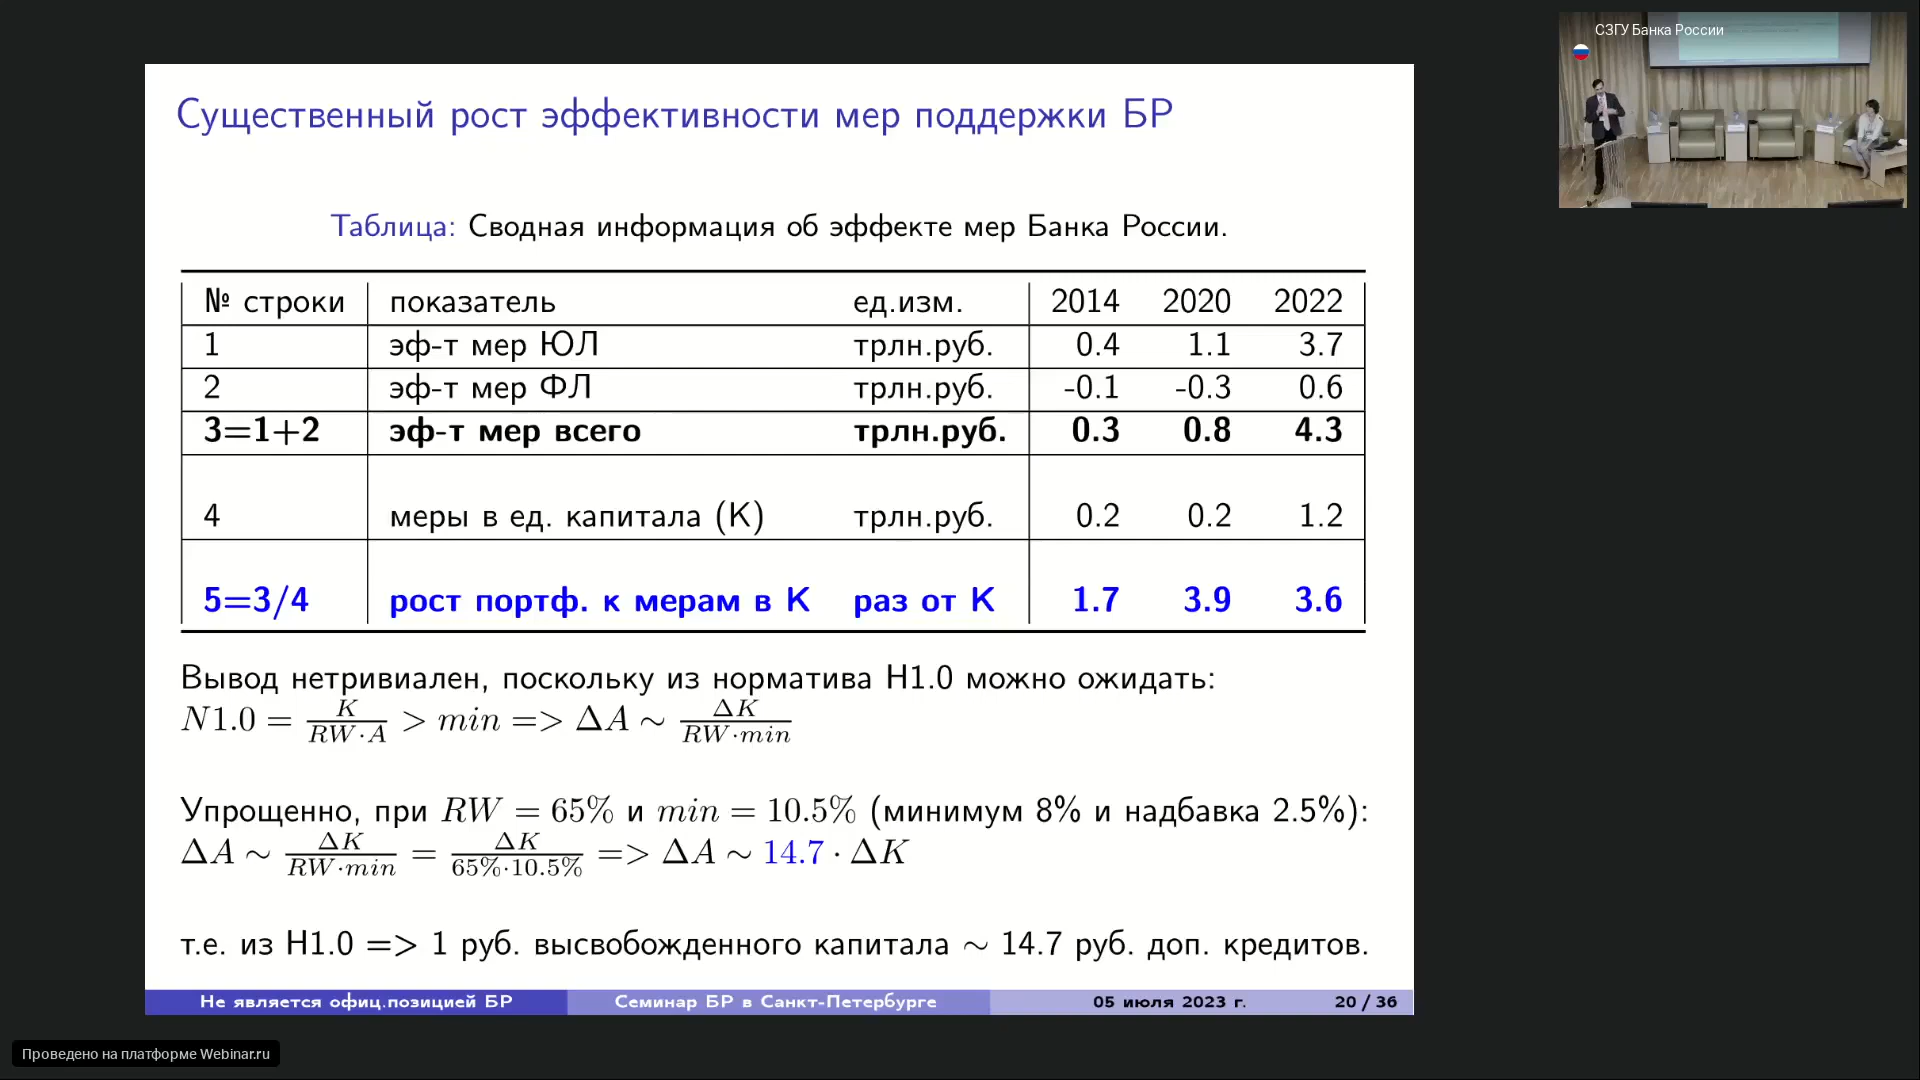 СЗГУ Банка России
Существенный рост эффективности мер поддержки БР
Таблица: Сводная информация об эффекте мер Банка России.
№ строки показатель ед.изм. 2014 2020 2022
1 эф-т мер ЮЛ трлн.руб. 0.4 1.1 3.7
2 эф-т мер ФЛ трлн.руб. -0.1 -0.3 0.6
3=1+2 эф-т мер всего трлн.руб. 0.3 0.8 4.3
4 меры в ед. капитала (К) трлн.руб. 0.2 0.2 1.2
5=3/4 рост портф. к мерам в К раз от К 1.7 3.9 3.6
Вывод нетривиален, поскольку из норматива Н1.0 можно ожидать:
N1.0 = K / RW·A > min => ΔA ~ ΔK / RW·min
Упрощенно, при RW = 65% и min = 10.5% (минимум 8% и надбавка 2.5%):
ΔA ~ ΔK / RW·min = ΔK / 65%·10.5% => ΔA ~ 14.7 · ΔK
т.е. из Н1.0 => 1 руб. высвобожденного капитала ~ 14.7 руб. доп. кредитов.
Не является офиц.позицией БР Семинар БР в Санкт-Петербурге 05 июля 2023 г. 20 / 36
Проведено на платформе Webinar.ru